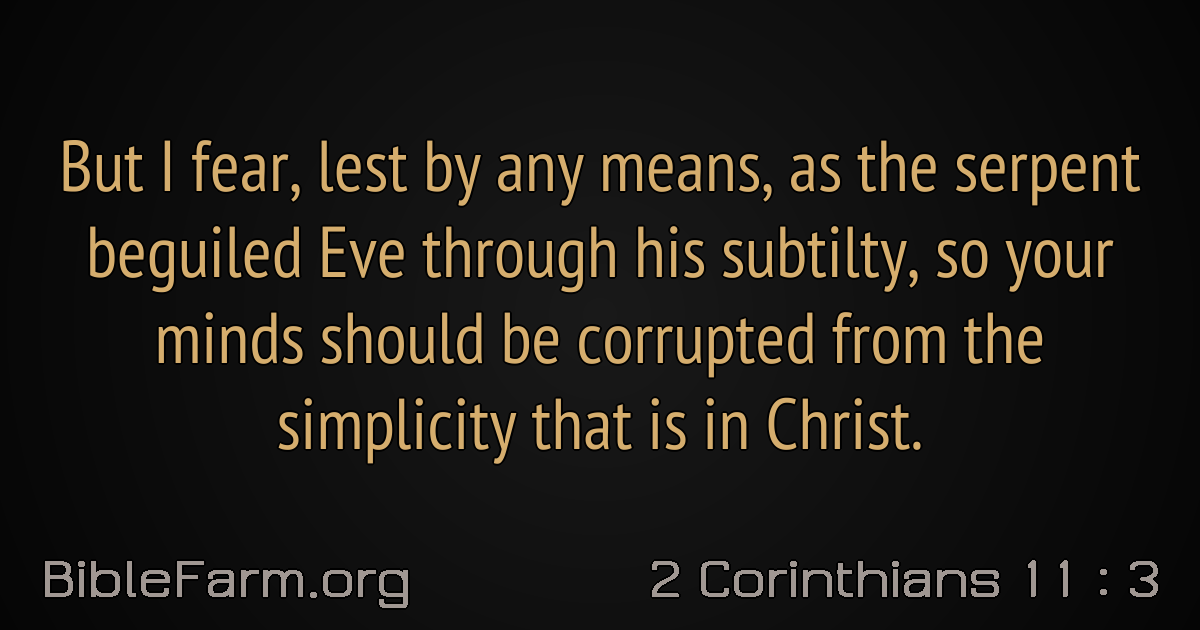 But I fear, lest by any means, as the serpent
beguiled Eve through his subtilty, so your
minds should be corrupted from the
simplicity that is in Christ.
BibleFarm.org
2 Corinthians 11 : 3